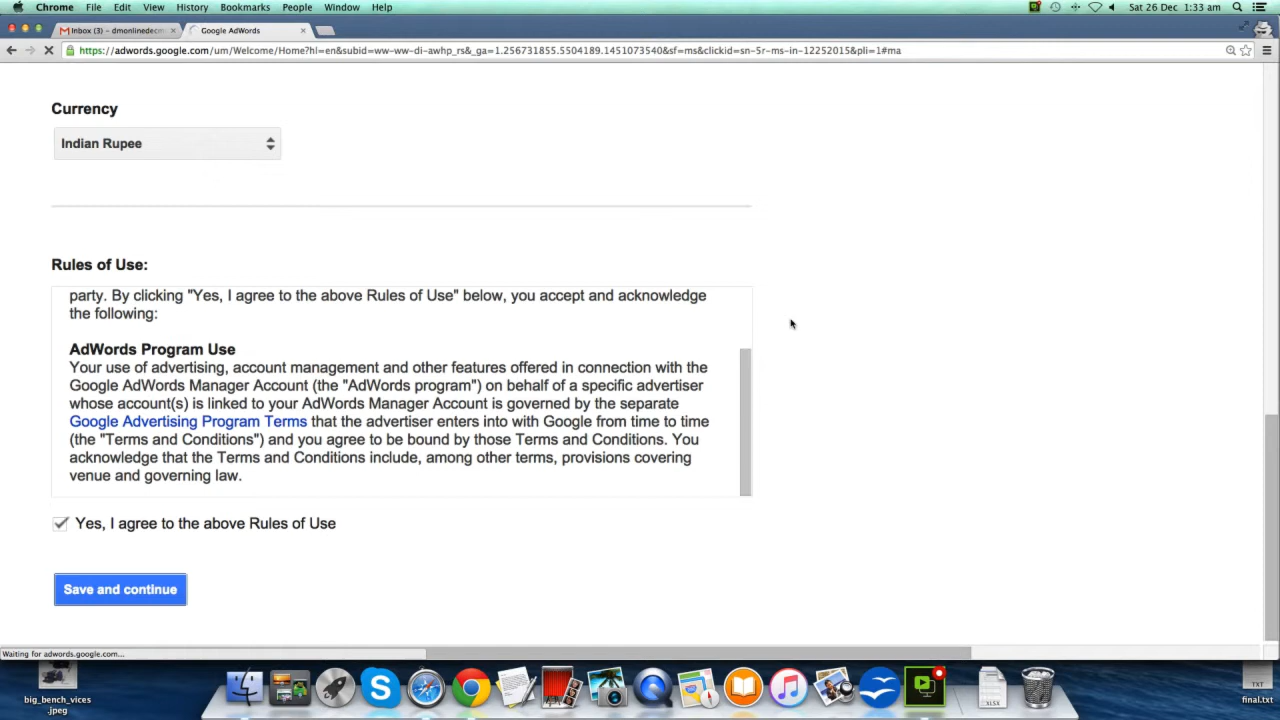 Chrome File Edit View History Bookmarks People Window Help Sat 26 Dec 1:33 am
Inbox (3) - dmonlinedecm Google AdWords
https://adwords.google.com/um/Welcome/Home?hl=en&subid=ww-ww-di-awhp_rs&_ga=1.256731855.5504189.1451073540&sf=ms&clickid=sn-5r-ms-in-12252015&pli=1#ma
Currency
Indian Rupee
Rules of Use:
party. By clicking "Yes, I agree to the above Rules of Use" below, you accept and acknowledge
the following:
AdWords Program Use
Your use of advertising, account management and other features offered in connection with the
Google AdWords Manager Account (the "AdWords program") on behalf of a specific advertiser
whose account(s) is linked to your AdWords Manager Account is governed by the separate
Google Advertising Program Terms that the advertiser enters into with Google from time to time
(the "Terms and Conditions") and you agree to be bound by those Terms and Conditions. You
acknowledge that the Terms and Conditions include, among other terms, provisions covering
venue and governing law.
Yes, I agree to the above Rules of Use
Save and continue
Waiting for adwords.google.com...
XLSX
TXT
big_bench_vices
.jpeg
final.txt